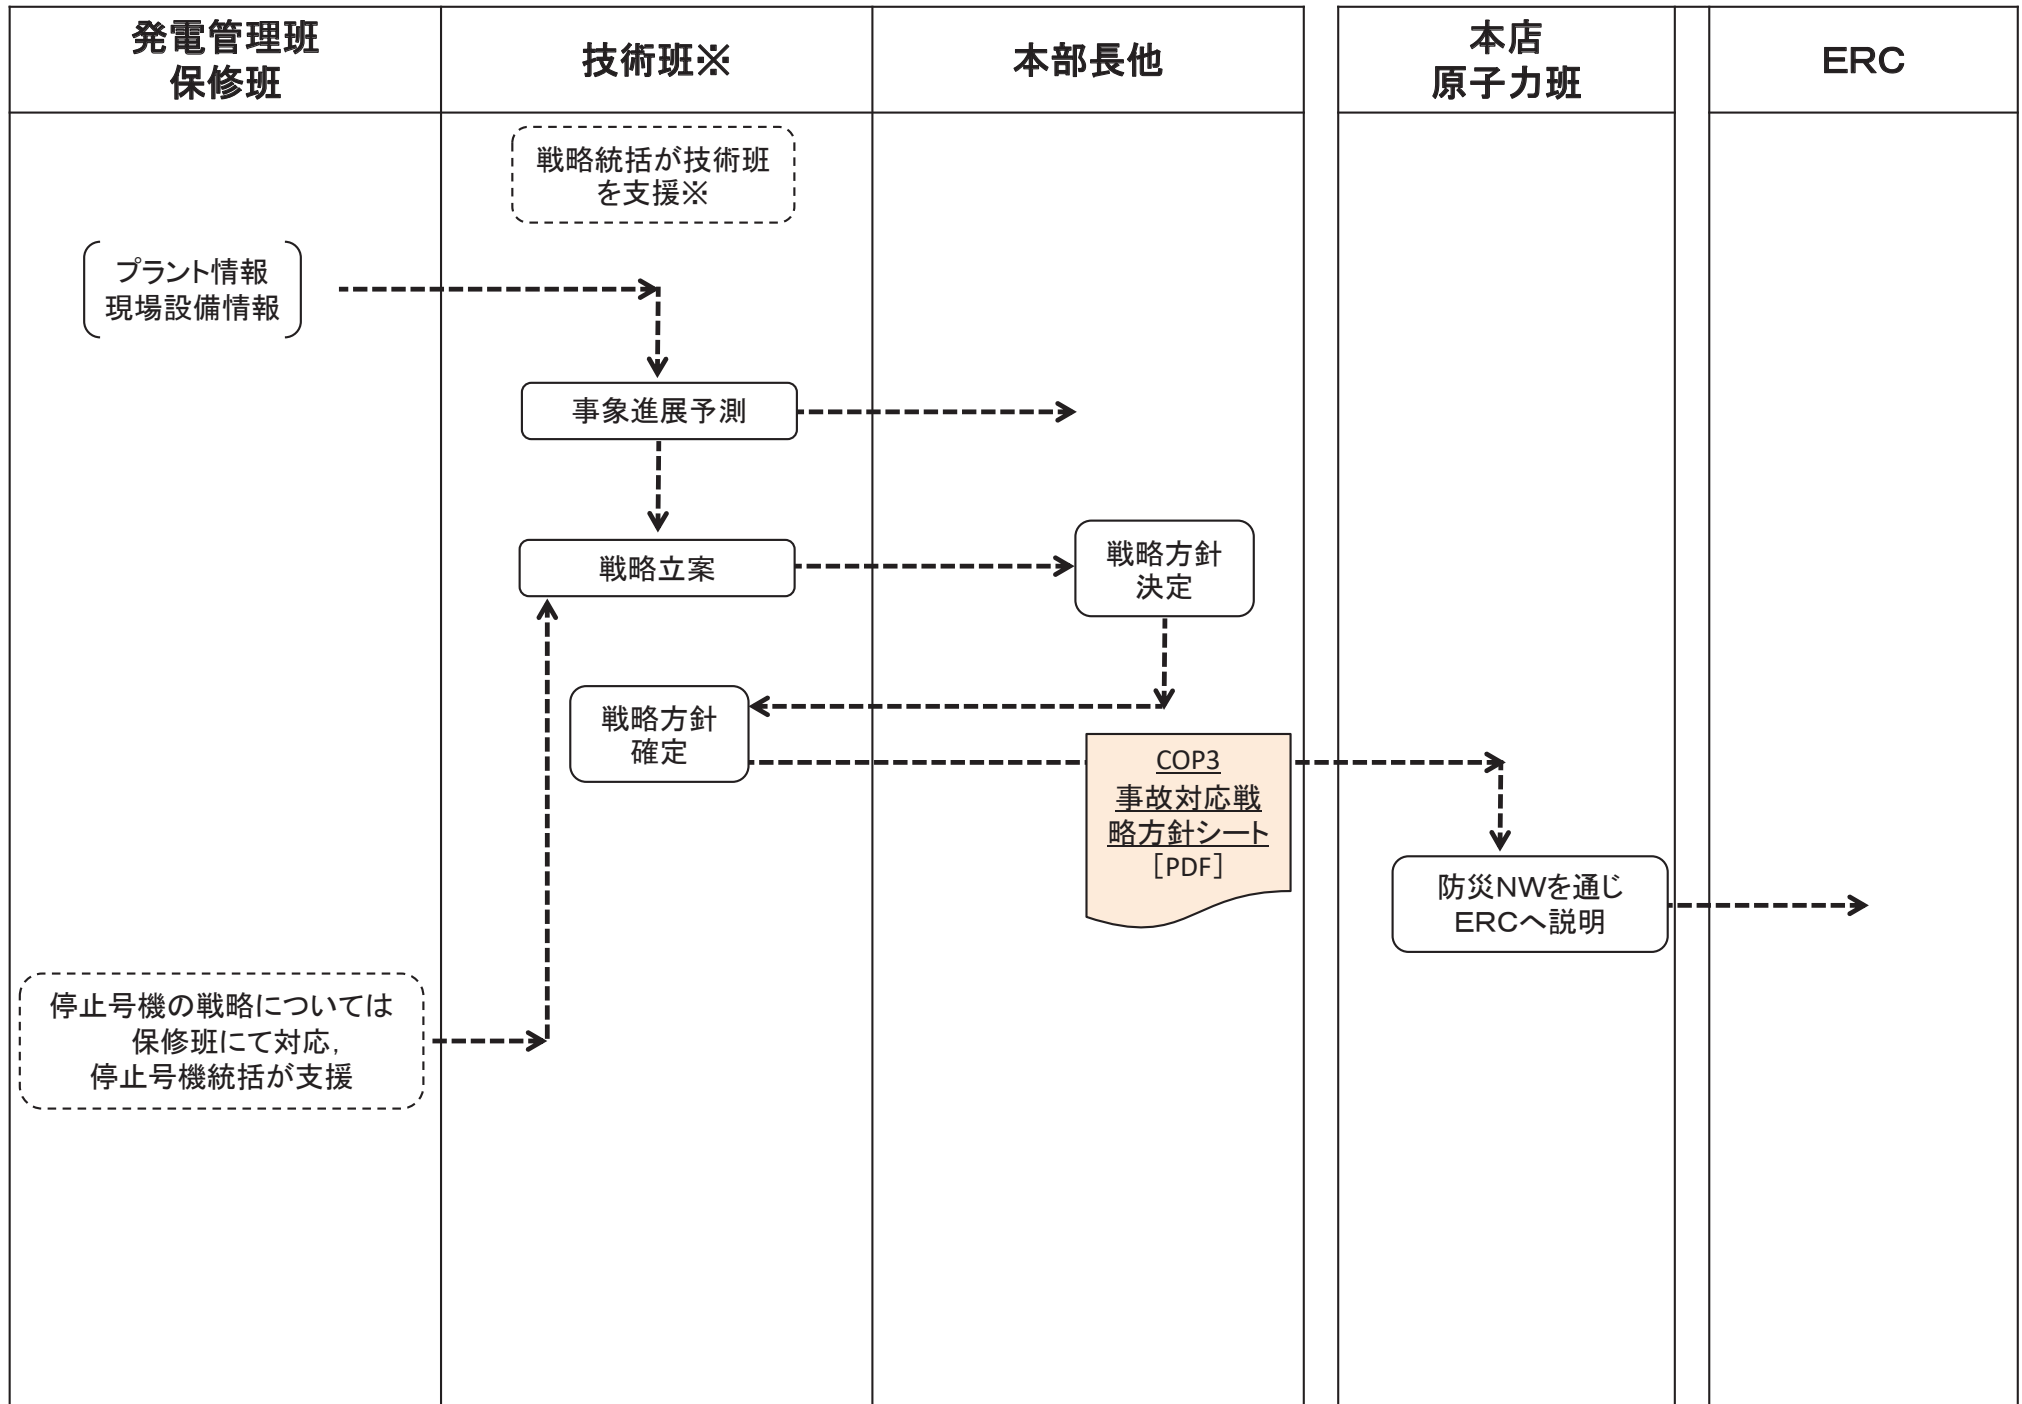 発電管理班
保修班
技術班※
本部長他
本店
原子力班
ERC
戦略統括が技術班
を支援※
プラント情報
現場設備情報
事象進展予測
戦略立案
戦略方針
決定
戦略方針
確定
COP3
事故対応戦
略方針シート
[PDF]
防災NWを通じ
ERCへ説明
停止号機の戦略については
保修班にて対応,
停止号機統括が支援